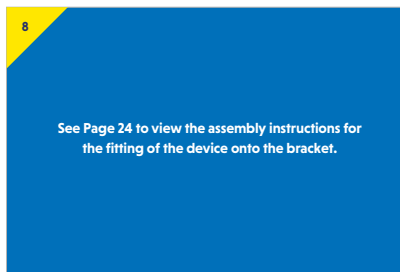 8
See Page 24 to view the assembly instructions for
the fitting of the device onto the bracket.